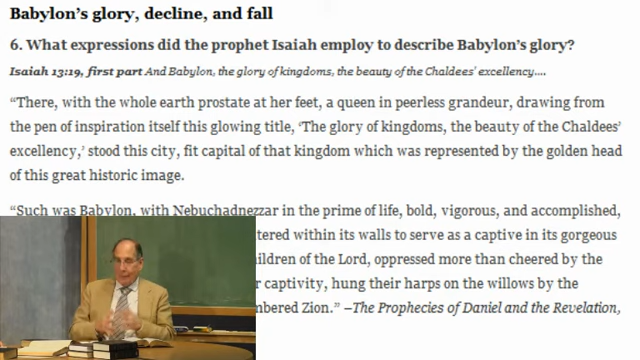 Babylon's glory, decline, and fall
6. What expressions did the prophet Isaiah employ to describe Babylon's glory?
Isaiah 13:19, first part And Babylon, the glory of kingdoms, the beauty of the Chaldees' excellency....
"There, with the whole earth prostate at her feet, a queen in peerless grandeur, drawing from
the pen of inspiration itself this glowing title, 'The glory of kingdoms, the beauty of the Chaldees'
excellency,' stood this city, fit capital of that kingdom which was represented by the golden head
of this great historic image.
"Such was Babylon, with Nebuchadnezzar in the prime of life, bold, vigorous, and accomplished,
tered within its walls to serve as a captive in its gorgeous
ildren of the Lord, oppressed more than cheered by the
r captivity, hung their harps on the willows by the
mbered Zion." –The Prophecies of Daniel and the Revelation,